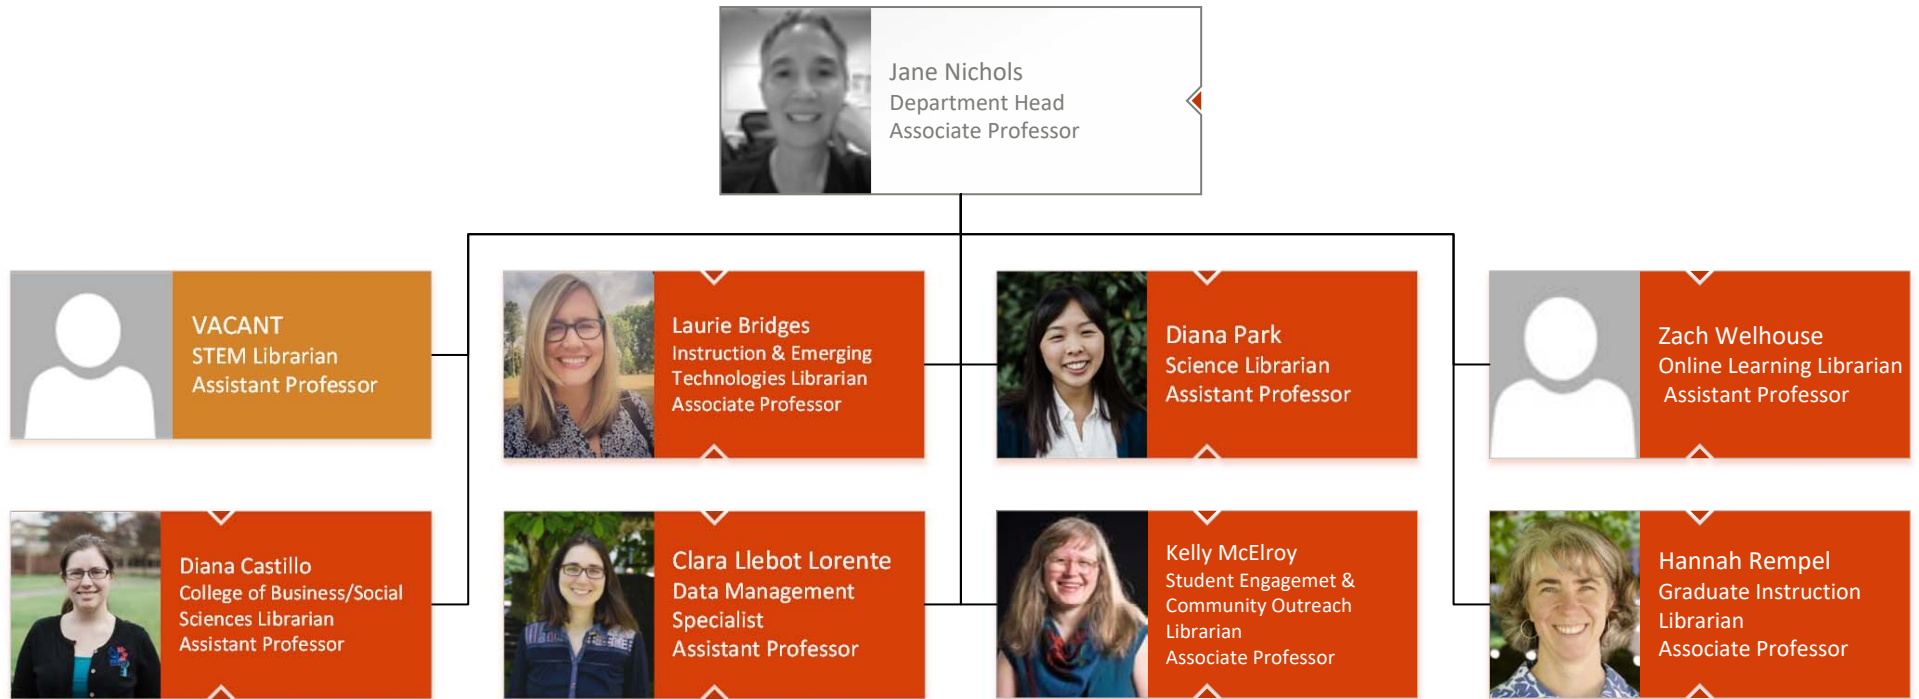 Jane Nichols
Department Head
Associate Professor
VACANT
STEM Librarian
Assistant Professor
Laurie Bridges
Instruction & Emerging
Technologies Librarian
Associate Professor
Diana Park
Science Librarian
Assistant Professor
Zach Welhouse
Online Learning Librarian
Assistant Professor
Diana Castillo
College of Business/Social
Sciences Librarian
Assistant Professor
Clara Llebot Lorente
Data Management
Specialist
Assistant Professor
Kelly McElroy
Student Engagemet &
Community Outreach
Librarian
Associate Professor
Hannah Rempel
Graduate Instruction
Librarian
Associate Professor